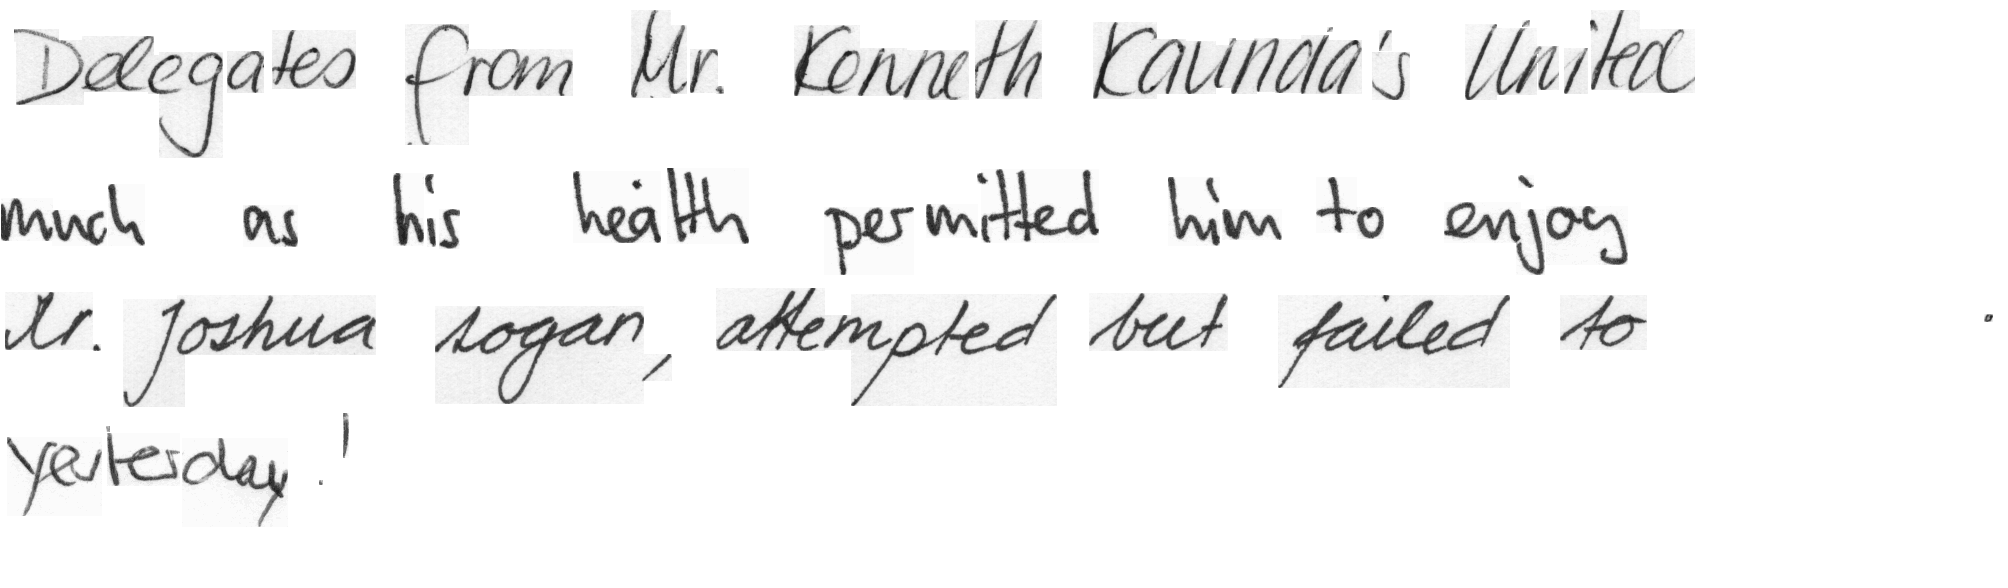 Delegates from Mr. Kenneth Kaunda's United
much as his health permitted him to enjoy
Mr. Joshua sogan, attempted but failed to .
yesterday.'